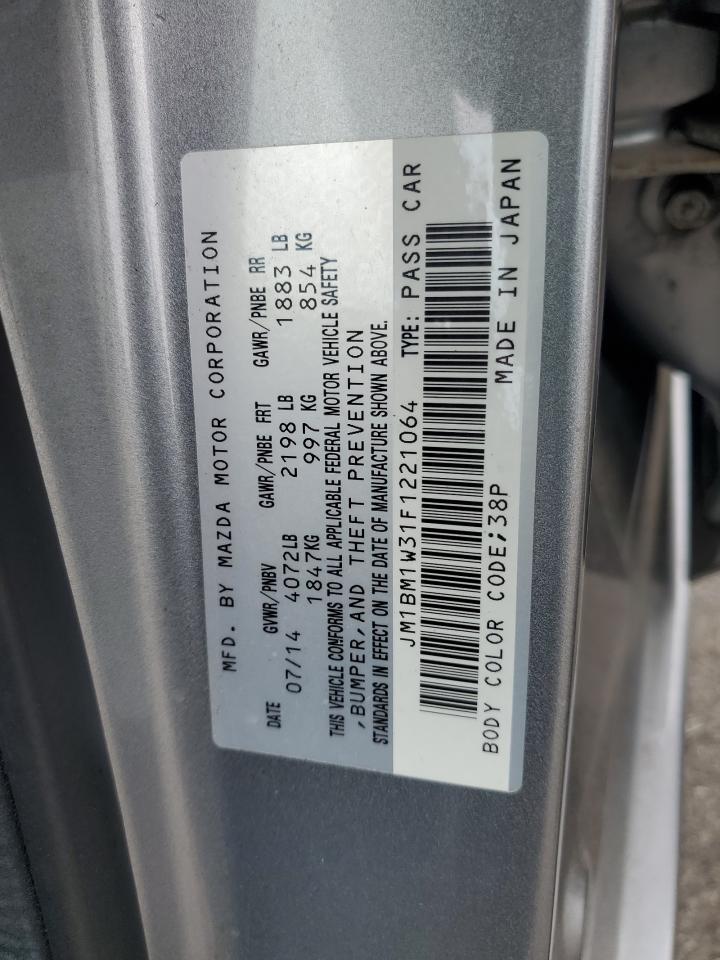 MFD. BY MAZDA MOTOR CORPORATION
DATE GVWR/PNBV GAWR/PNBE FRT GAWR/PNBE RR
07/14 4072LB 2198 LB 1883 LB
1847KG 997 KG 854 KG
THIS VEHICLE CONFORMS TO ALL APPLICABLE FEDERAL MOTOR VEHICLE SAFETY
,BUMPER,AND THEFT PREVENTION
STANDARDS IN EFFECT ON THE DATE OF MANUFACTURE SHOWN ABOVE.
JM1BM1W31F1221064 TYPE: PASS CAR
BODY COLOR CODE;38P MADE IN JAPAN